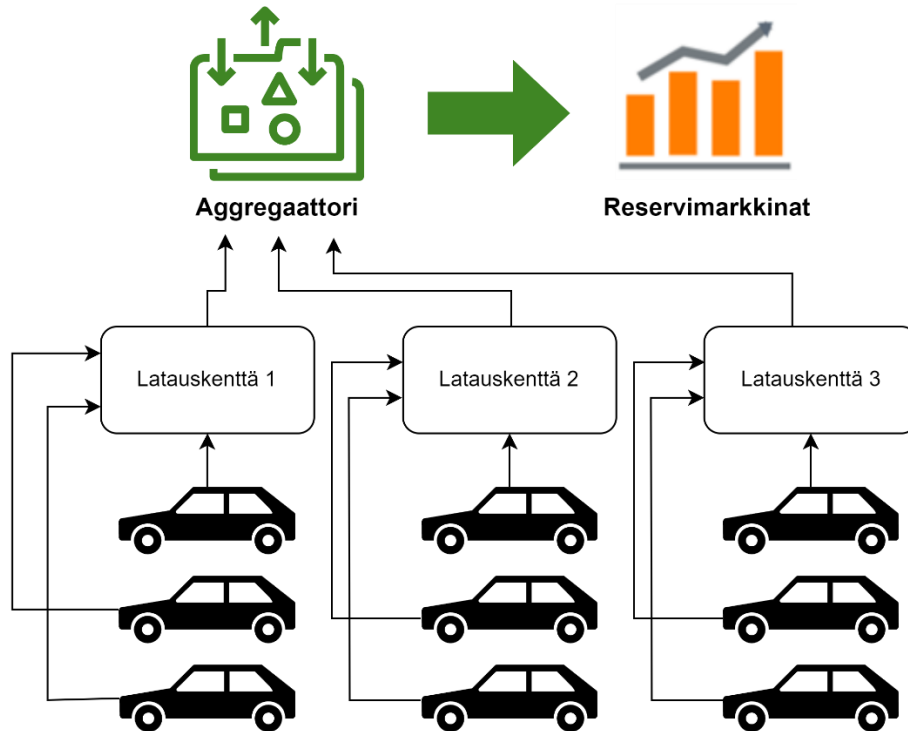 Aggregaattori
Reservimarkkinat
Latauskenttä 1
Latauskenttä 2
Latauskenttä 3